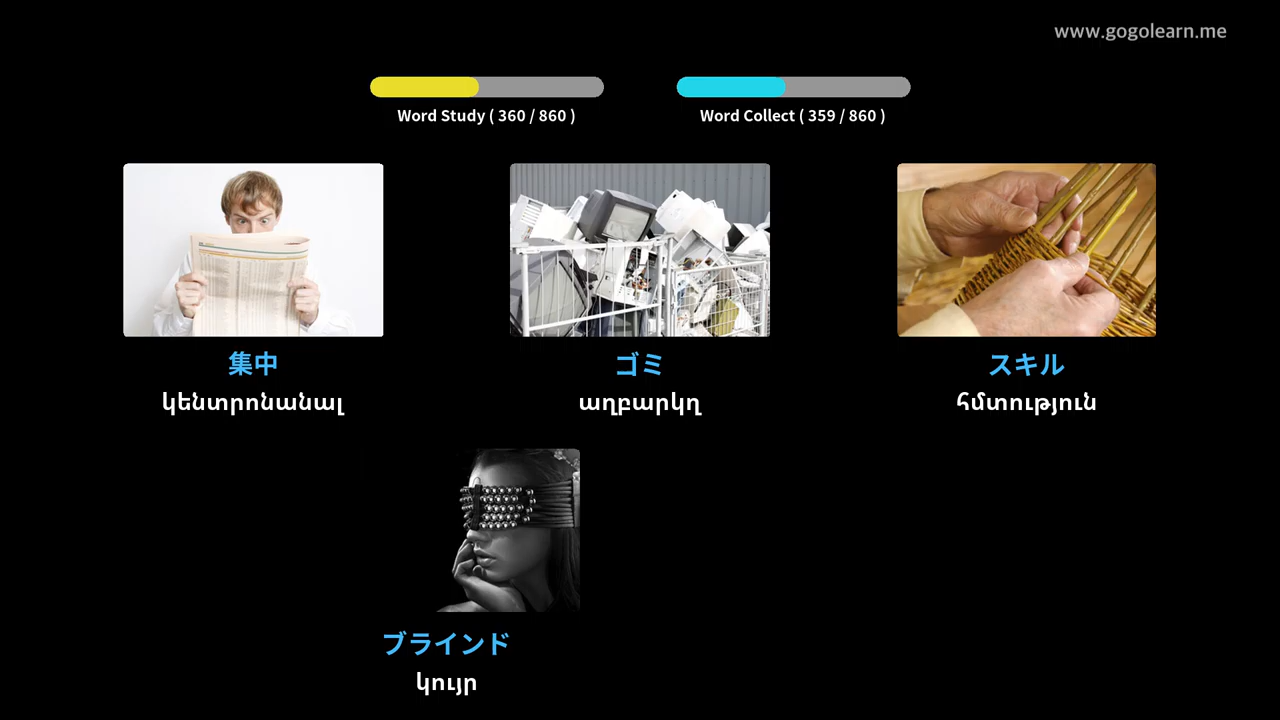 www.gogolearn.me
Word Study ( 360 / 860 )
Word Collect ( 359 / 860 )
集中
կենտրոնանալ
ゴミ
աղբարկղ
スキル
հմտություն
ブラインド
կույր